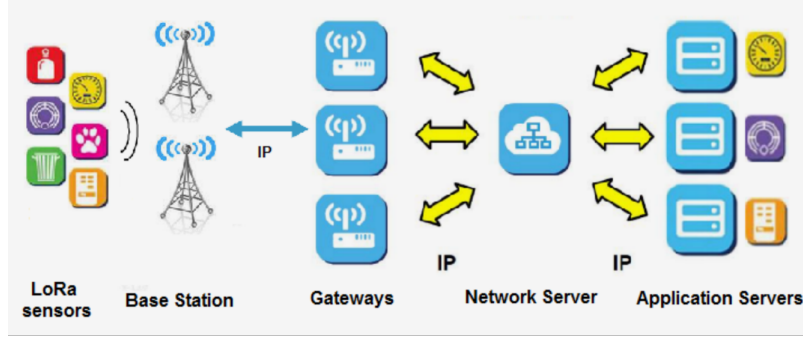 IP
IP
IP
LoRa
sensors
Base Station
Gateways
Network Server
Application Servers